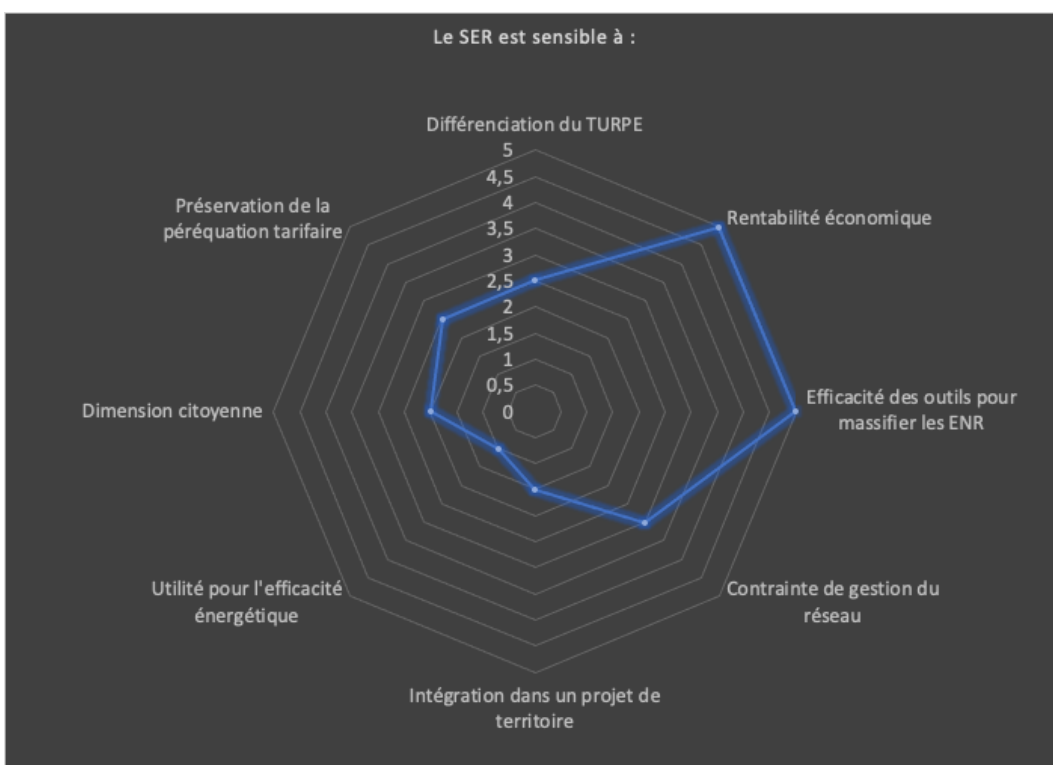 Le SER est sensible à :
Différenciation du TURPE
5
4,5
4
3,5
3
2,5
2
1,5
1
0,5
0
Rentabilité économique
Efficacité des outils pour
massifier les ENR
Contrainte de gestion du
réseau
Intégration dans un projet de
territoire
Utilité pour l'efficacité
énergétique
Dimension citoyenne
Préservation de la
péréquation tarifaire